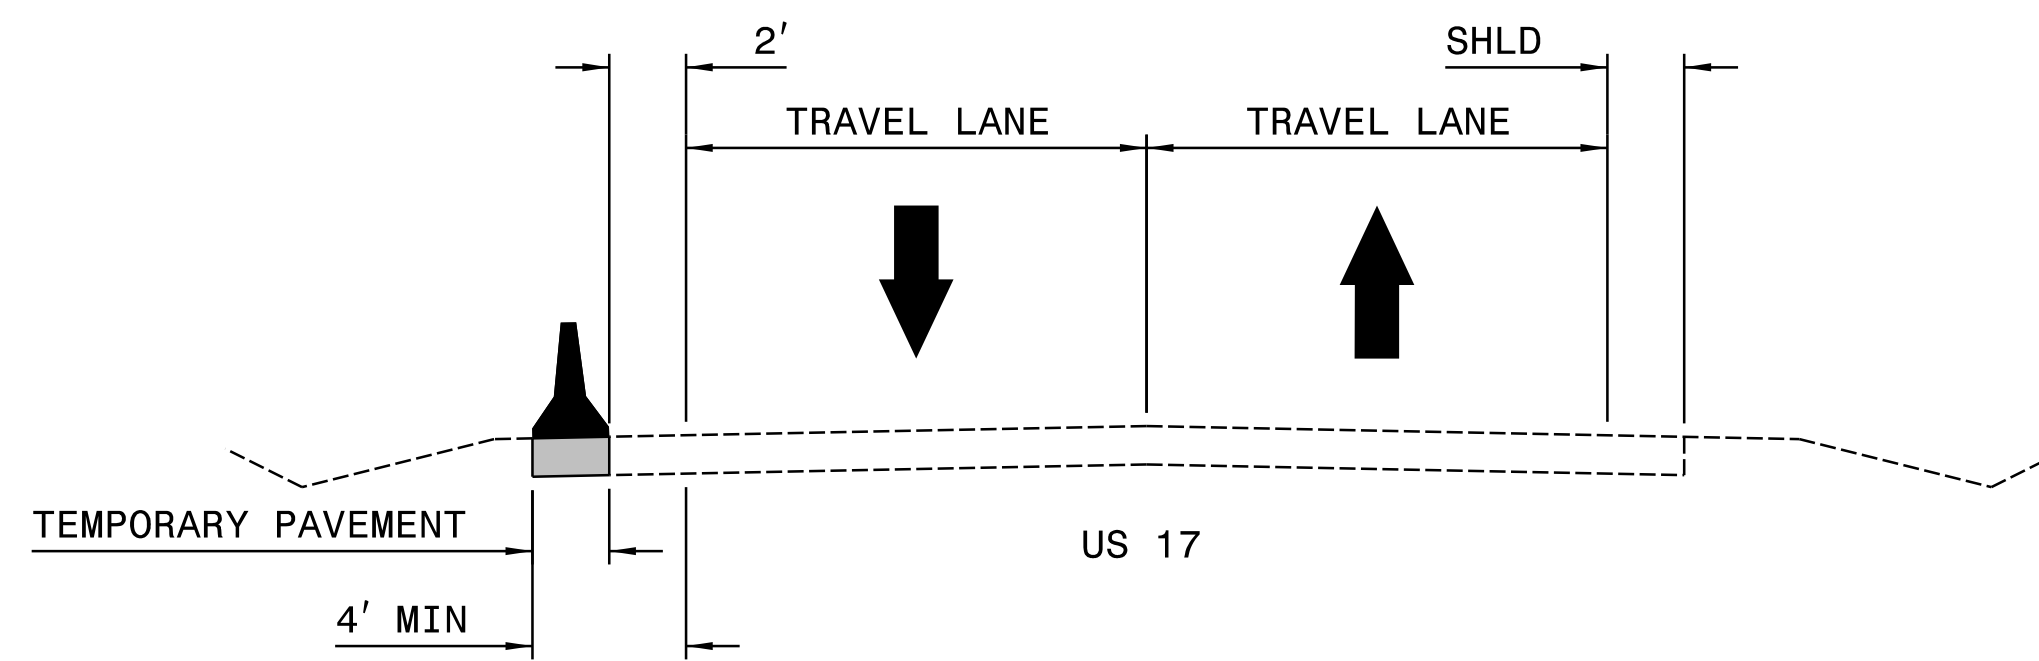 2'
SHLD
TRAVEL LANE
TRAVEL LANE
TEMPORARY PAVEMENT
US 17
4' MIN